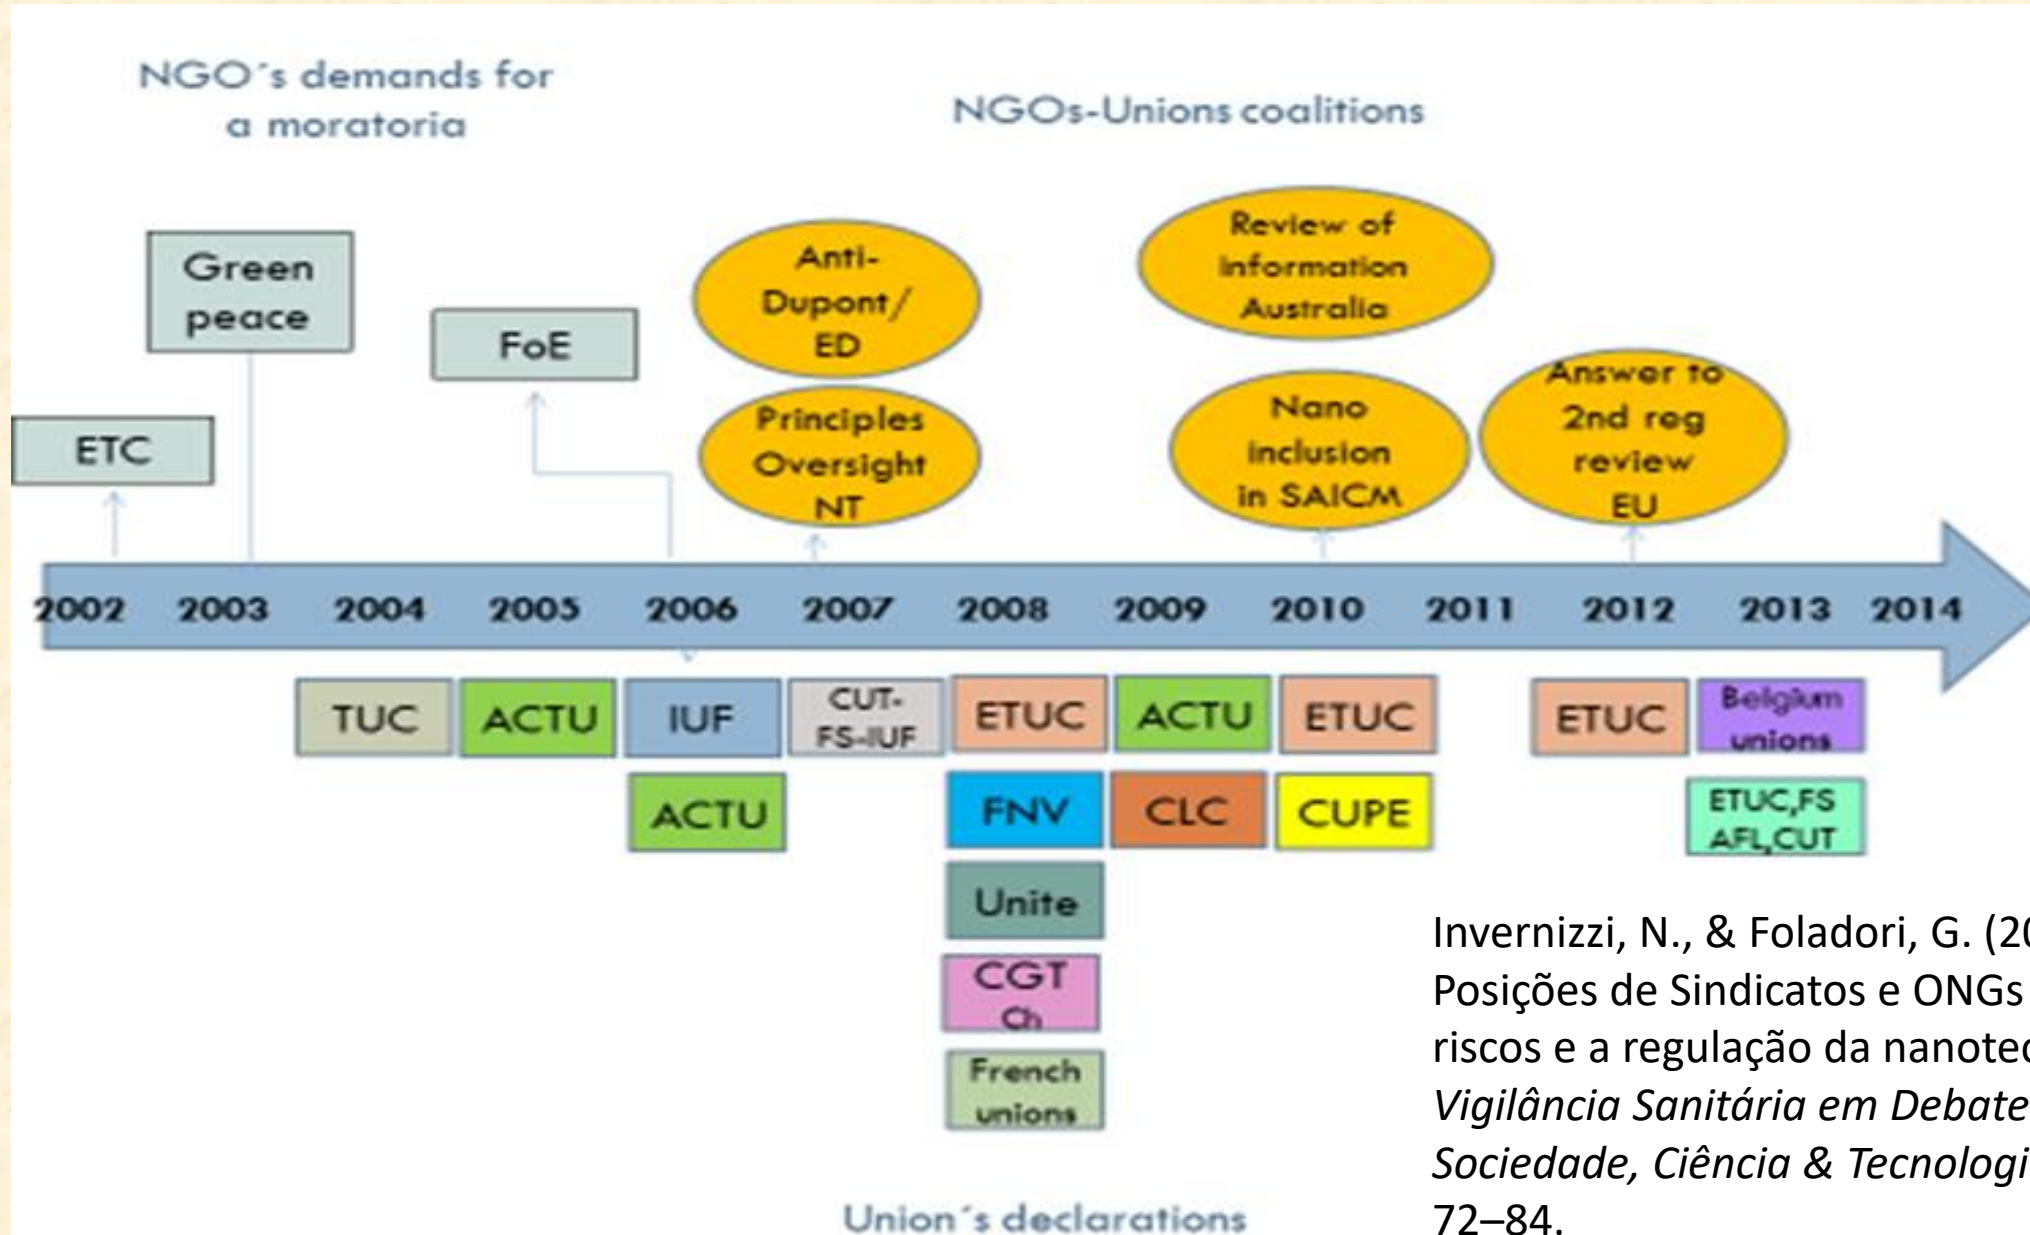 NGO´s demands for
a moratoria
NGOs-Unions coalitions
Green
peace
ETC
FoE
Anti-
Dupont/
ED
Principles
Oversight
NT
Review of
information
Australia
Nano
inclusion
in SAICM
Answer to
2nd reg
review
EU
2002 2003 2004 2005 2006 2007 2008 2009 2010 2011 2012 2013 2014
TUC
ACTU
IUF
CUT-
FS-IUF
ETUC
ACTU
ETUC
ETUC
Belgium
unions
ACTU
FNV
CLC
CUPE
ETUC,FS
AFL,CUT
Unite
CGT
Ch
French
unions
Union´s declarations
Invernizzi, N., & Foladori, G.
Posições de Sindicatos e ONGs
riscos e a regulação da
Vigilância Sanitária em Debate
Sociedade, Ciência &
72–84.